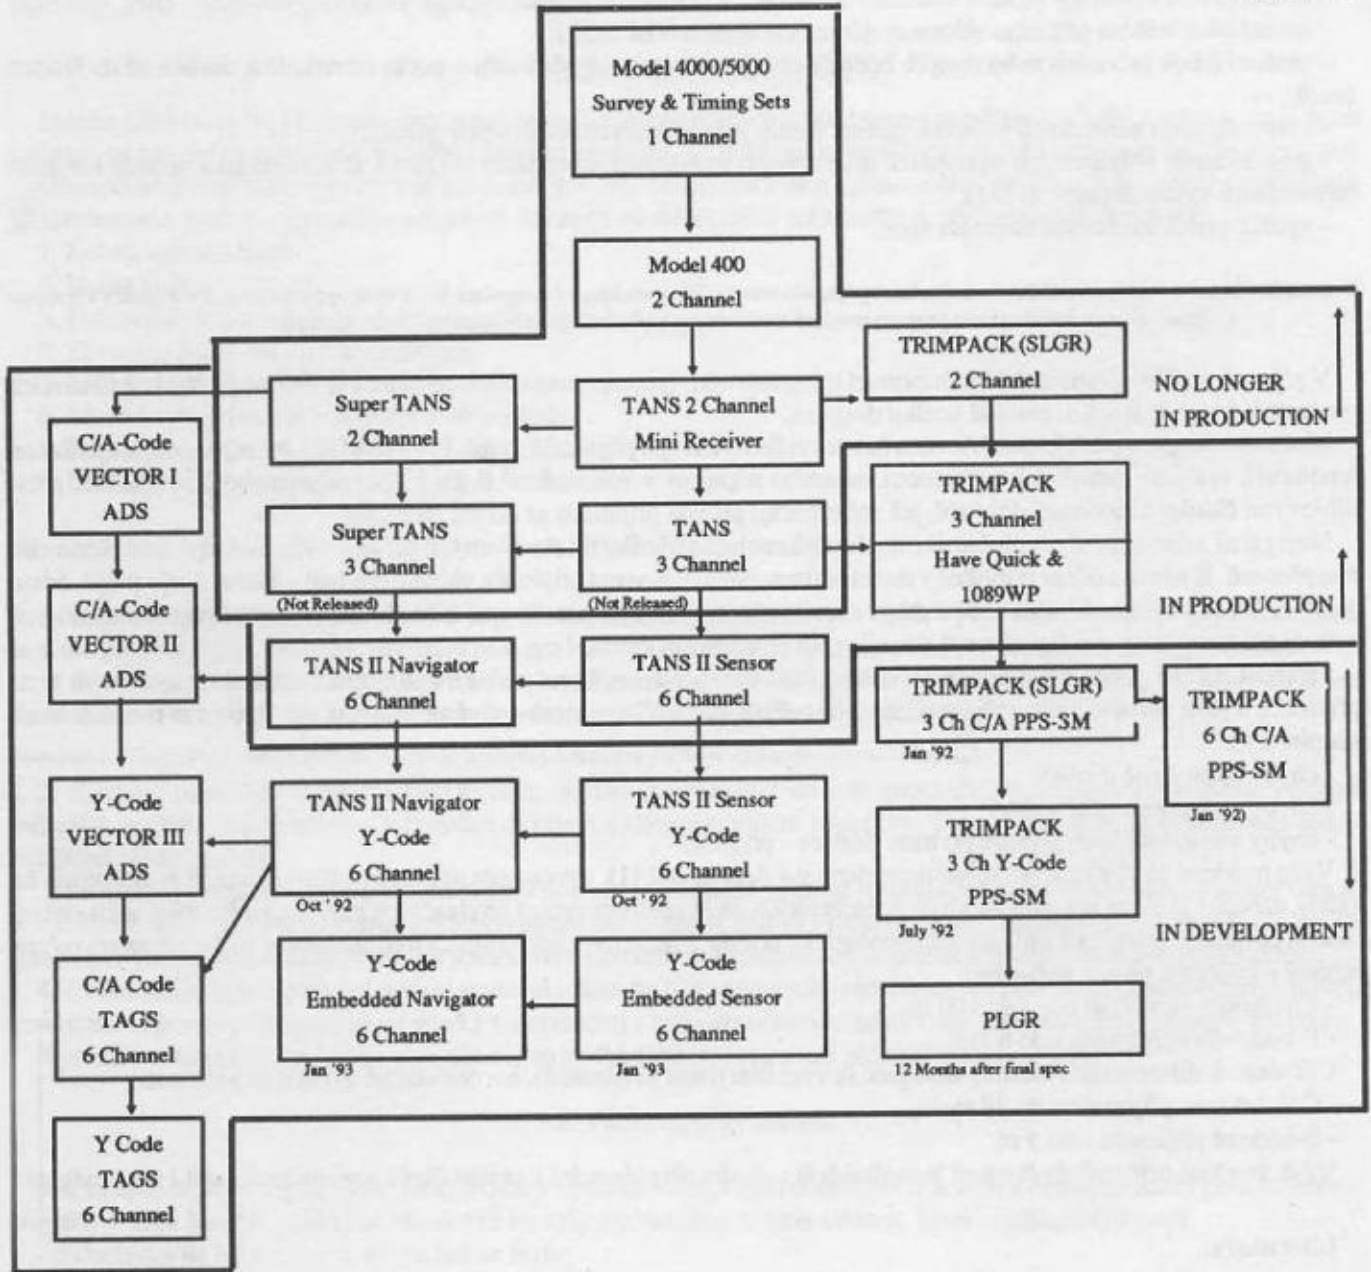 Model 4000/5000
Survey & Timing Sets
1 Channel
Model 400
2 Channel
TRIMPACK (SLGR)
2 Channel
NO LONGER
IN PRODUCTION
Super TANS
2 Channel
TANS 2 Channel
Mini Receiver
C/A-Code
VECTOR I
ADS
TRIMPACK
3 Channel
Have Quick &
1089WP
Super TANS
3 Channel
(Not Released)
TANS
3 Channel
(Not Released)
IN PRODUCTION
C/A-Code
VECTOR II
ADS
TANS II Navigator
6 Channel
TANS II Sensor
6 Channel
TRIMPACK (SLGR)
3 Ch C/A PPS-SM
Jan '92
TRIMPACK
6 Ch C/A
PPS-SM
Jan '92)
Y-Code
VECTOR III
ADS
TANS II Navigator
Y-Code
6 Channel
Oct ' 92
TANS II Sensor
Y-Code
6 Channel
Oct ' 92
TRIMPACK
3 Ch Y-Code
PPS-SM
July '92
IN DEVELOPMENT
C/A Code
TAGS
6 Channel
Y-Code
Embedded Navigator
6 Channel
Jan '93
Y-Code
Embedded Sensor
6 Channel
Jan '93
PLGR
12 Months after final spec
Y Code
TAGS
6 Channel